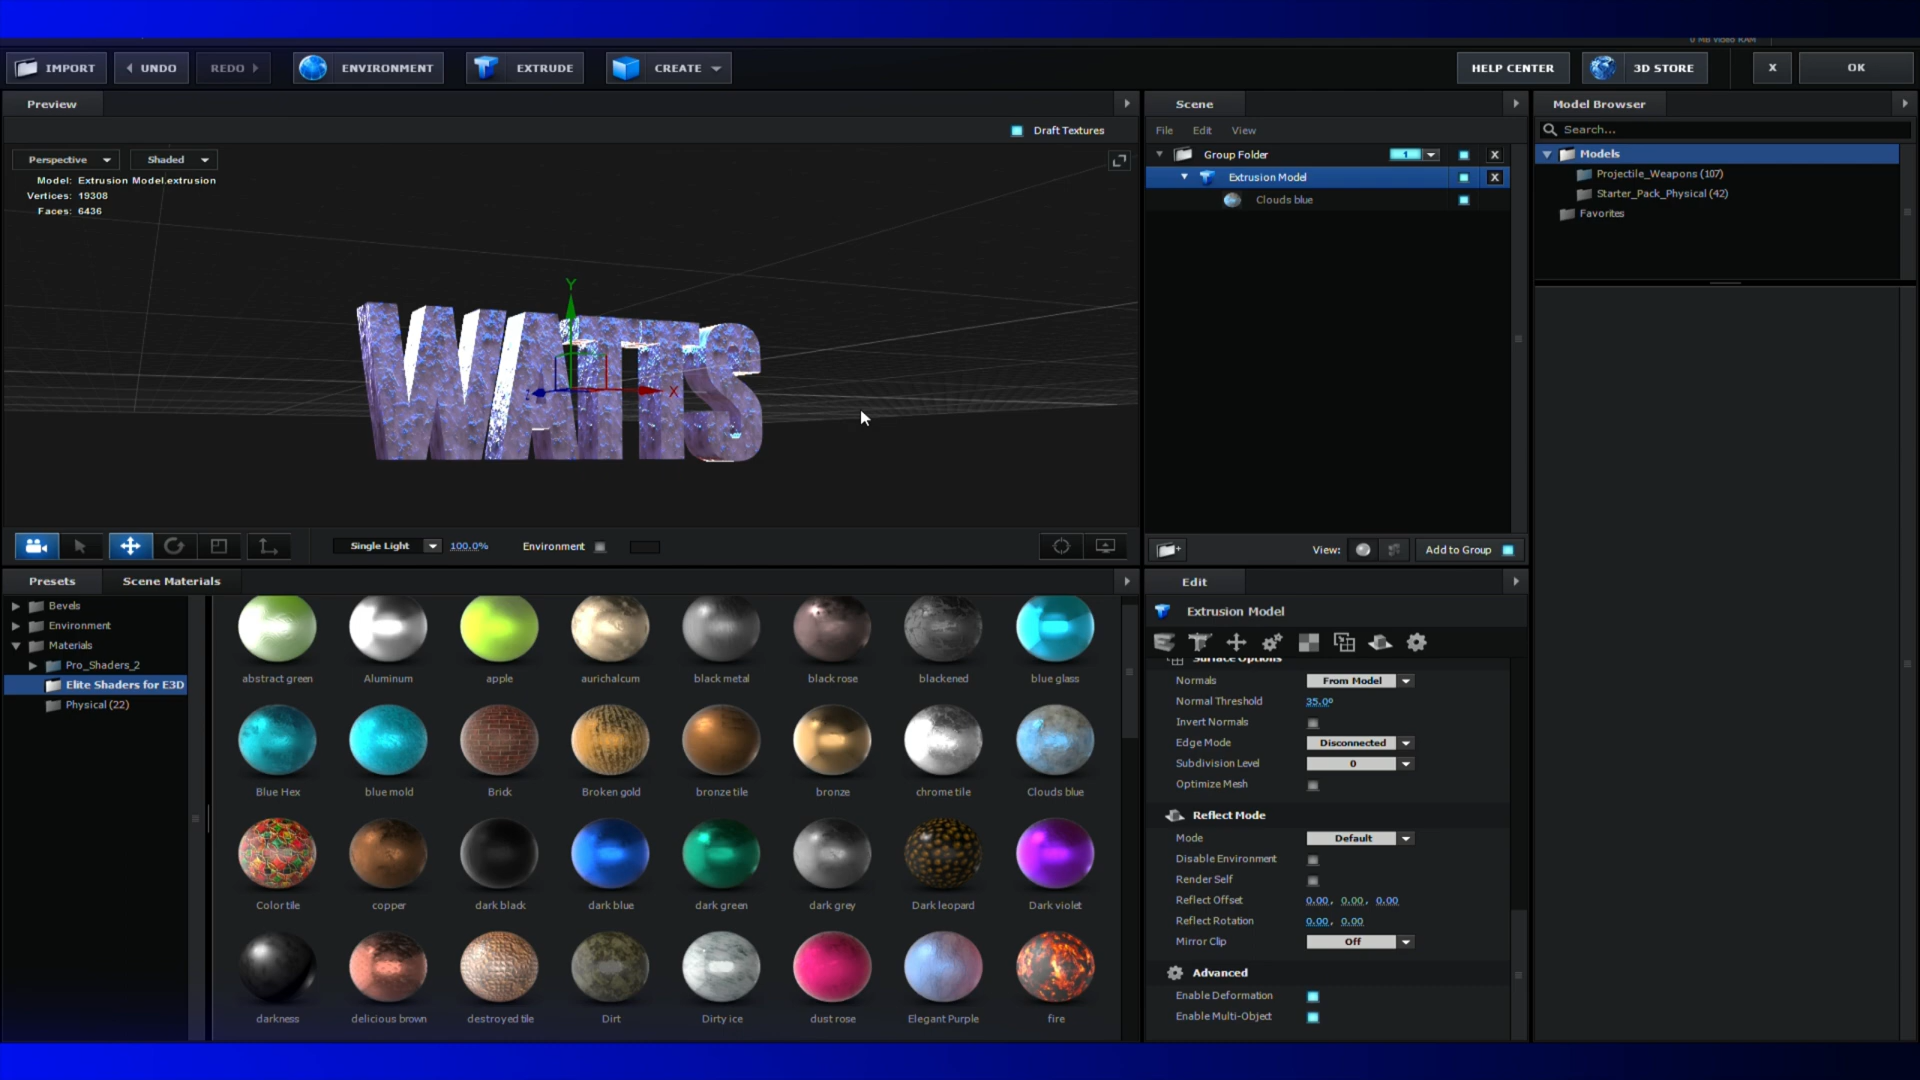 0 MB Video RAM
IMPORT
UNDO
REDO
ENVIRONMENT
EXTRUDE
CREATE
HELP CENTER
3D STORE
X
OK
Preview
Draft Textures
Perspective
Shaded
Model: Extrusion Model.extrusion
Vertices: 19308
Faces: 6436
Y
X
WATTS
Single Light
100.0%
Environment
Scene
File
Edit
View
Group Folder
1
X
Extrusion Model
X
Clouds blue
View:
Add to Group
Model Browser
Search...
Models
Projectile_Weapons (107)
Starter_Pack_Physical (42)
Favorites
Presets
Scene Materials
Bevels
Environment
Materials
Pro_Shaders_2
Elite Shaders for E3D
Physical (22)
abstract green
Aluminum
apple
aurichalcum
black metal
black rose
blackened
blue glass
Blue Hex
blue mold
Brick
Broken gold
bronze tile
bronze
chrome tile
Clouds blue
Color tile
copper
dark black
dark blue
dark green
dark grey
Dark leopard
Dark violet
darkness
delicious brown
destroyed tile
Dirt
Dirty ice
dust rose
Elegant Purple
fire
Edit
Extrusion Model
Surface Options
Normals
From Model
Normal Threshold
35.0°
Invert Normals
Edge Mode
Disconnected
Subdivision Level
0
Optimize Mesh
Reflect Mode
Mode
Default
Disable Environment
Render Self
Reflect Offset
0.00, 0.00, 0.00
Reflect Rotation
0.00, 0.00
Mirror Clip
Off
Advanced
Enable Deformation
Enable Multi-Object